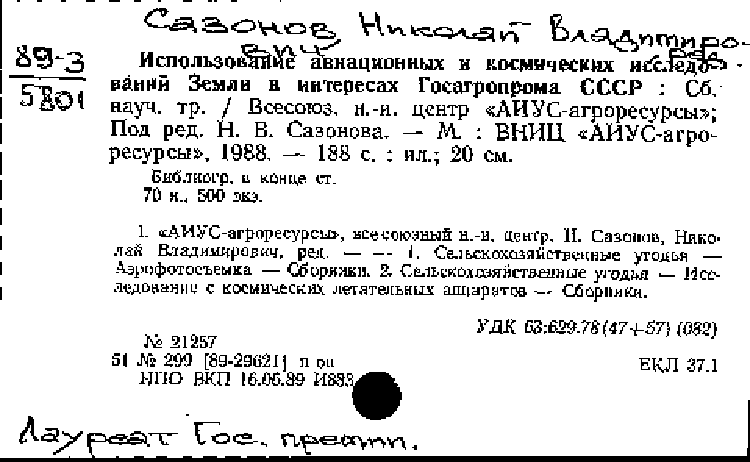 Сазонов Николай Владимиро-
вич ред.
89-3
5801
Использование авиационных и космических исследо-
ваний Земли в интересах Госагропрома СССР : Сб.
науч. тр. / Всесоюз. н.-и. центр «АИУС-агроресурсы»;
Под ред. Н. В. Сазонова. — М. : ВНИЦ «АИУС-агро-
ресурсы», 1988. — 188 с. : ил.; 20 см.
Библиогр. в конце ст.
70 к., 500 экз.
1. «АИУС-агроресурсы», всесоюзный н.-и. центр. II. Сазонов, Нико-
лай Владимирович, ред. — — 1. Сельскохозяйственные угодья —
Аэрофотосъемка — Сборники. 2. Сельскохозяйственные угодья — Исс-
ледование с космических летательных аппаратов — Сборники.
УДК 63:629.78(47+57) (082)
№ 21257
51 № 299 [89-29621] п ои
НПО ВКП 16.06.89 И883
ЕКЛ 37.1
Лауреат Гос. премии.